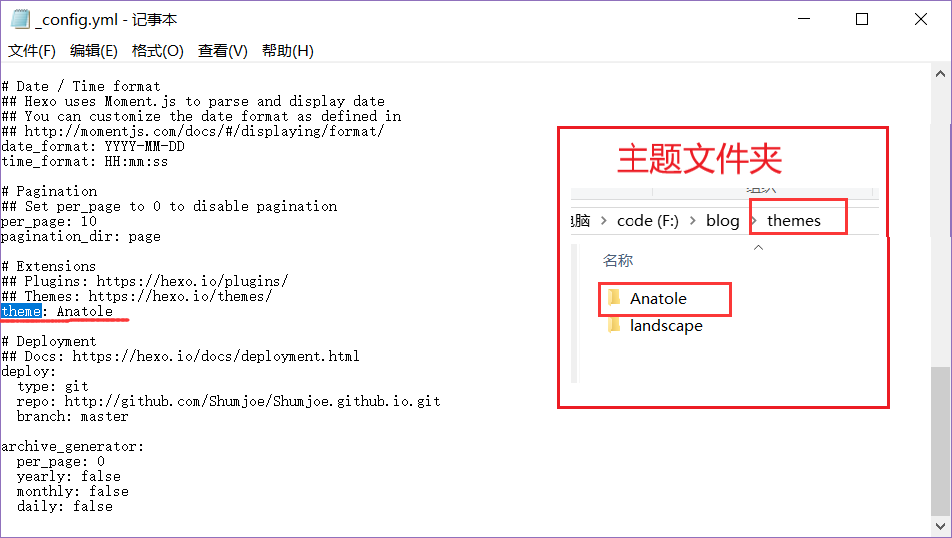 _config.yml - 记事本
文件(F) 编辑(E) 格式(O) 查看(V) 帮助(H)
# Date / Time format
## Hexo uses Moment.js to parse and display date
## You can customize the date format as defined in
## http://momentjs.com/docs/#/displaying/format/
date_format: YYYY-MM-DD
time_format: HH:mm:ss
# Pagination
## Set per_page to 0 to disable pagination
per_page: 10
pagination_dir: page
# Extensions
## Plugins: https://hexo.io/plugins/
## Themes: https://hexo.io/themes/
theme: Anatole
# Deployment
## Docs: https://hexo.io/docs/deployment.html
deploy:
  type: git
  repo: http://github.com/Shumjoe/Shumjoe.github.io.git
  branch: master
archive_generator:
  per_page: 0
  yearly: false
  monthly: false
  daily: false
主题文件夹
组织
电脑 > code (F:) > blog > themes
名称
Anatole
landscape